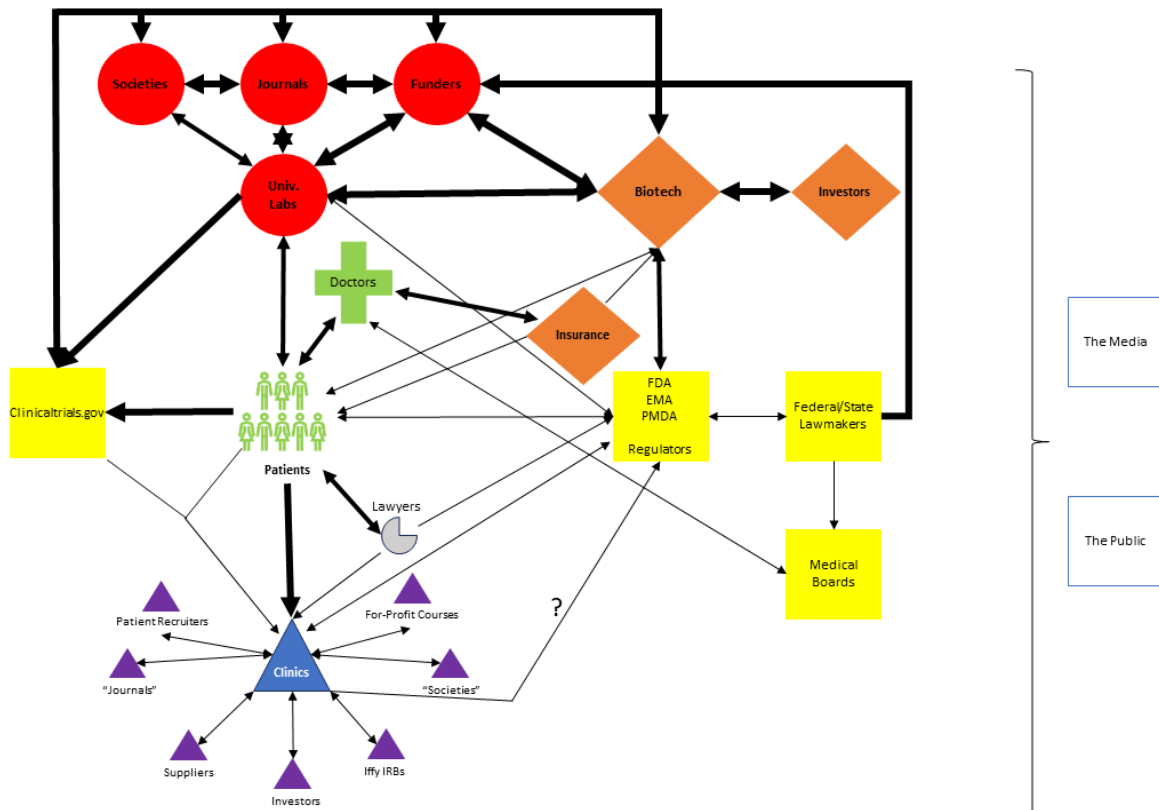 Societies
Journals
Funders
Univ.
Labs
Biotech
Investors
Doctors
Insurance
The Media
Clinicaltrials.gov
FDA
EMA
PMDA
Regulators
Federal/State
Lawmakers
Patients
Lawyers
The Public
Medical
Boards
?
Patient Recruiters
For-Profit Courses
Clinics
"Journals"
"Societies"
Suppliers
Iffy IRBs
Investors